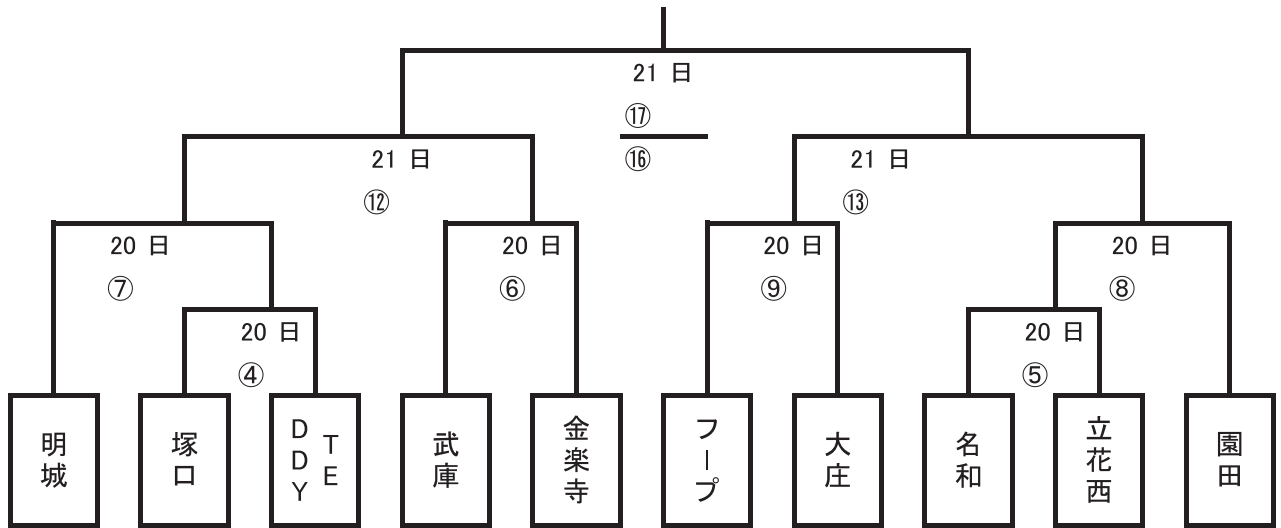 21 日
⑰
⑯
21 日
⑫
21 日
⑬
20 日
⑦
20 日
⑥
20 日
⑨
20 日
⑧
20 日
④
20 日
⑤
明城
塚口
TE
DDY
武庫
金楽寺
フープ
大庄
名和
立花西
園田